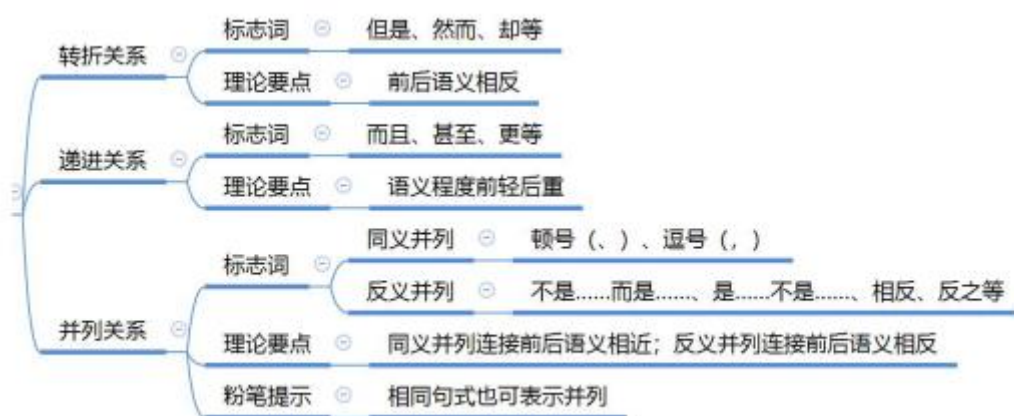 转折关系
标志词
但是、然而、却等
理论要点
前后语义相反
递进关系
标志词
而且、甚至、更等
理论要点
语义程度前轻后重
并列关系
标志词
同义并列
顿号（、）、逗号（，）
反义并列
不是……而是……、是……不是……、相反、反之等
理论要点
同义并列连接前后语义相近；反义并列连接前后语义相反
粉笔提示
相同句式也可表示并列